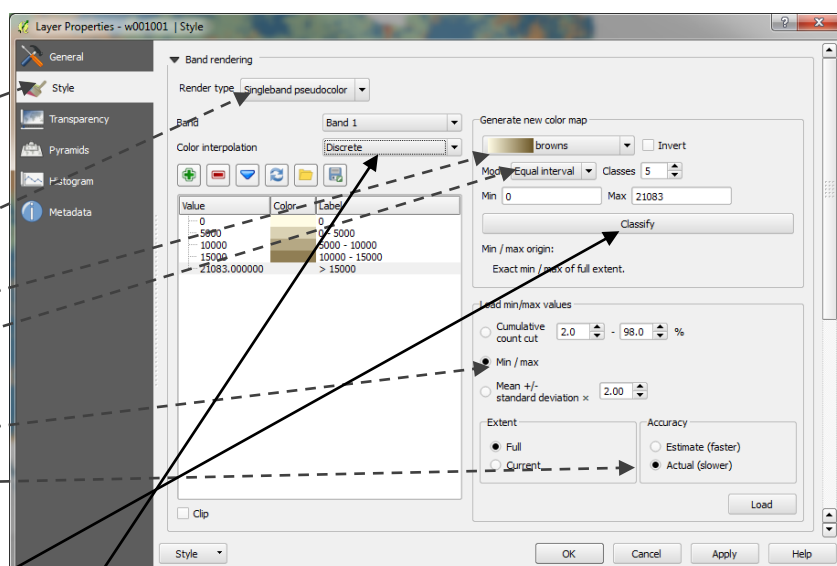 Layer Properties - w001001 | Style
General
Style
Transparency
Pyramids
Histogram
Metadata
Band rendering
Render type Singleband pseudocolor
Band Band 1
Color interpolation Discrete
Value Color Label
0 0
5000 0 - 5000
10000 5000 - 10000
15000 10000 - 15000
21083.000000 > 15000
Clip
Generate new color map
browns Invert
Mode Equal interval Classes 5
Min 0 Max 21083
Classify
Min / max origin:
Exact min / max of full extent.
Load min/max values
Cumulative
count cut 2.0 - 98.0 %
Min / max
Mean +/-
standard deviation × 2.00
Extent
Full
Current
Accuracy
Estimate (faster)
Actual (slower)
Load
Style OK Cancel Apply Help